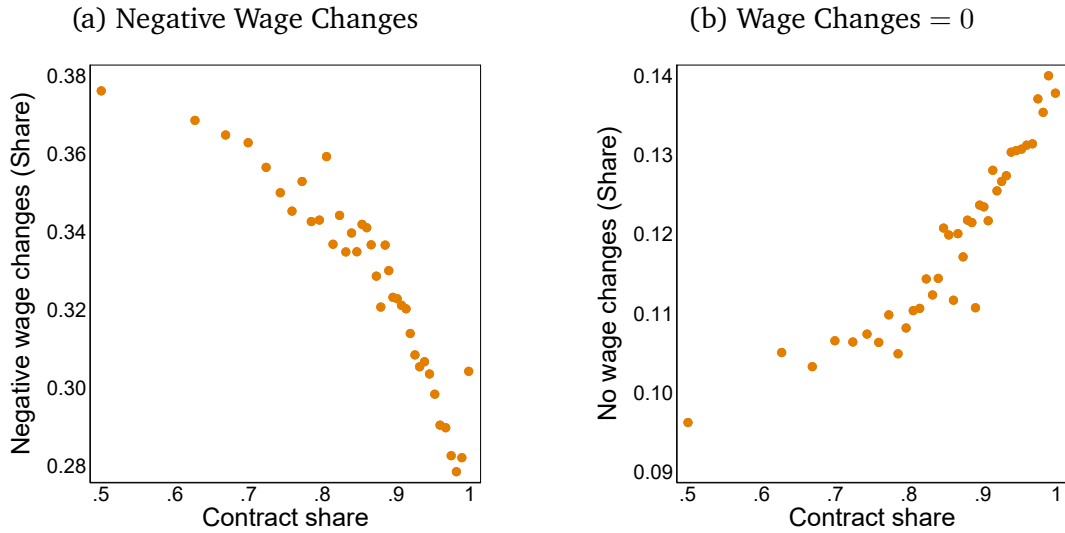 (a) Negative Wage Changes
Negative wage changes (Share)
0.38
0.36
0.34
0.32
0.30
0.28
.5 .6 .7 .8 .9 1
Contract share
(b) Wage Changes = 0
No wage changes (Share)
0.14
0.13
0.12
0.11
0.10
0.09
.5 .6 .7 .8 .9 1
Contract share